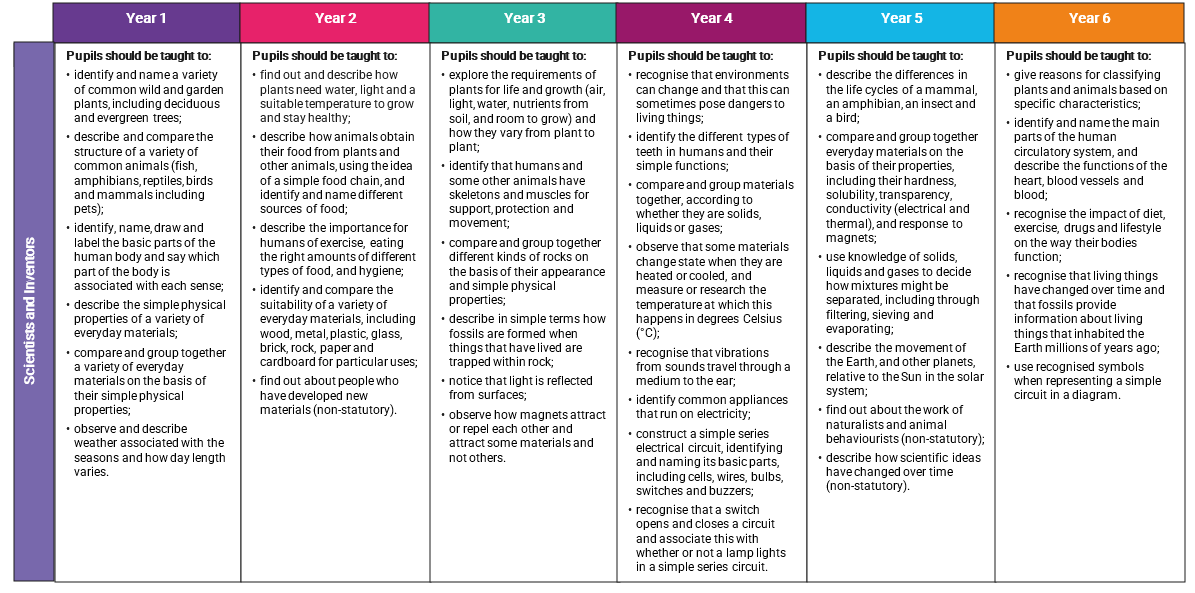 Year 1
Year 2
Year 3
Year 4
Year 5
Year 6
Scientists and Inventors
Pupils should be taught to:
• identify and name a variety
of common wild and garden
plants, including deciduous
and evergreen trees;
• describe and compare the
structure of a variety of
common animals (fish,
amphibians, reptiles, birds
and mammals including
pets);
• identify, name, draw and
label the basic parts of the
human body and say which
part of the body is
associated with each sense;
• describe the simple physical
properties of a variety of
everyday materials;
• compare and group together
a variety of everyday
materials on the basis of
their simple physical
properties;
• observe and describe
weather associated with the
seasons and how day length
varies.
Pupils should be taught to:
• find out and describe how
plants need water, light and a
suitable temperature to grow
and stay healthy;
• describe how animals obtain
their food from plants and
other animals, using the idea
of a simple food chain, and
identify and name different
sources of food;
• describe the importance for
humans of exercise, eating
the right amounts of different
types of food, and hygiene;
• identify and compare the
suitability of a variety of
everyday materials, including
wood, metal, plastic, glass,
brick, rock, paper and
cardboard for particular uses;
• find out about people who
have developed new
materials (non-statutory).
Pupils should be taught to:
• explore the requirements of
plants for life and growth (air,
light, water, nutrients from
soil, and room to grow) and
how they vary from plant to
plant;
• identify that humans and
some other animals have
skeletons and muscles for
support, protection and
movement;
• compare and group together
different kinds of rocks on
the basis of their appearance
and simple physical
properties;
• describe in simple terms how
fossils are formed when
things that have lived are
trapped within rock;
• notice that light is reflected
from surfaces;
• observe how magnets attract
or repel each other and
attract some materials and
not others.
Pupils should be taught to:
• recognise that environments
can change and that this can
sometimes pose dangers to
living things;
• identify the different types of
teeth in humans and their
simple functions;
• compare and group materials
together, according to
whether they are solids,
liquids or gases;
• observe that some materials
change state when they are
heated or cooled, and
measure or research the
temperature at which this
happens in degrees Celsius
(°C);
• recognise that vibrations
from sounds travel through a
medium to the ear;
• identify common appliances
that run on electricity;
• construct a simple series
electrical circuit, identifying
and naming its basic parts,
including cells, wires, bulbs,
switches and buzzers;
• recognise that a switch
opens and closes a circuit
and associate this with
whether or not a lamp lights
in a simple series circuit.
Pupils should be taught to:
• describe the differences in
the life cycles of a mammal,
an amphibian, an insect and
a bird;
• compare and group together
everyday materials on the
basis of their properties,
including their hardness,
solubility, transparency,
conductivity (electrical and
thermal), and response to
magnets;
• use knowledge of solids,
liquids and gases to decide
how mixtures might be
separated, including through
filtering, sieving and
evaporating;
• describe the movement of
the Earth, and other planets,
relative to the Sun in the solar
system;
• find out about the work of
naturalists and animal
behaviourists (non-statutory);
• describe how scientific ideas
have changed over time
(non-statutory).
Pupils should be taught to:
• give reasons for classifying
plants and animals based on
specific characteristics;
• identify and name the main
parts of the human
circulatory system, and
describe the functions of the
heart, blood vessels and
blood;
• recognise the impact of diet,
exercise, drugs and lifestyle
on the way their bodies
function;
• recognise that living things
have changed over time and
that fossils provide
information about living
things that inhabited the
Earth millions of years ago;
• use recognised symbols
when representing a simple
circuit in a diagram.